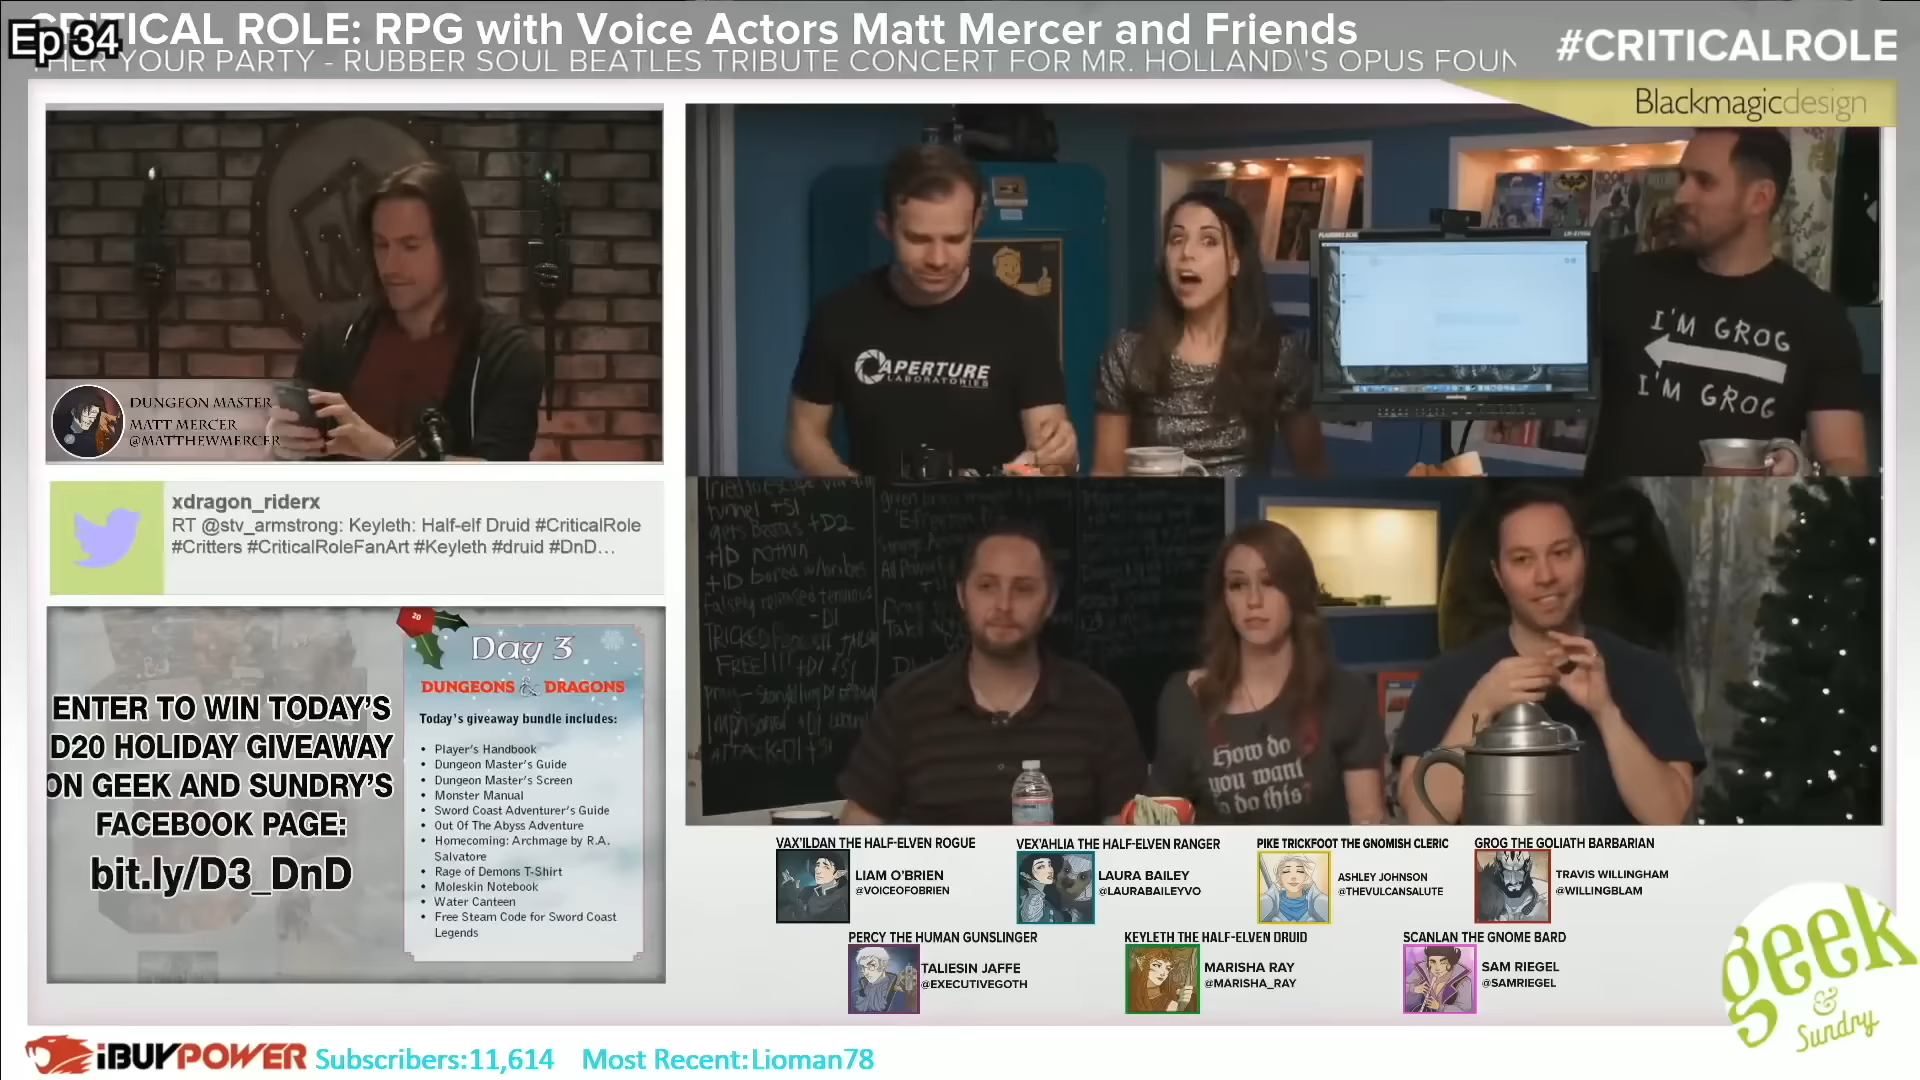 CRITICAL ROLE: RPG with Voice Actors Matt Mercer and Friends
Ep 34
YOUR PARTY - RUBBER SOUL BEATLES TRIBUTE CONCERT FOR MR. HOLLAND\'S OPUS FOUN
#CRITICALROLE
Blackmagicdesign
DUNGEON MASTER
MATT MERCER
@MATTHEWMERCER
APERTURE
LABORATORIES
I'M GROG
I'M GROG
xdragon_riderx
RT @stv_armstrong: Keyleth: Half-elf Druid #CriticalRole
#Critters #CriticalRoleFanArt #Keyleth #druid #DnD…
tunnel +S1
gets Boots +D2
FREE!!!! +D1 +S1
How do
you want
to do this?
ENTER TO WIN TODAY'S
D20 HOLIDAY GIVEAWAY
ON GEEK AND SUNDRY'S
FACEBOOK PAGE:
bit.ly/D3_DnD
20
Day 3
DUNGEONS & DRAGONS
Today's giveaway bundle includes:
• Player's Handbook
• Dungeon Master's Guide
• Dungeon Master's Screen
• Monster Manual
• Sword Coast Adventurer's Guide
• Out Of The Abyss Adventure
• Homecoming: Archmage by R.A.
Salvatore
• Rage of Demons T-Shirt
• Moleskin Notebook
• Water Canteen
• Free Steam Code for Sword Coast
Legends
VAX'ILDAN THE HALF-ELVEN ROGUE
LIAM O'BRIEN
@VOICEOFOBRIEN
VEX'AHLIA THE HALF-ELVEN RANGER
LAURA BAILEY
@LAURABAILEYVO
PIKE TRICKFOOT THE GNOMISH CLERIC
ASHLEY JOHNSON
@THEVULCANSALUTE
GROG THE GOLIATH BARBARIAN
TRAVIS WILLINGHAM
@WILLINGBLAM
PERCY THE HUMAN GUNSLINGER
TALIESIN JAFFE
@EXECUTIVEGOTH
KEYLETH THE HALF-ELVEN DRUID
MARISHA RAY
@MARISHA_RAY
SCANLAN THE GNOME BARD
SAM RIEGEL
@SAMRIEGEL
geek
&
Sundry
iBUYPOWER
Subscribers:11,614
Most Recent:Lioman78